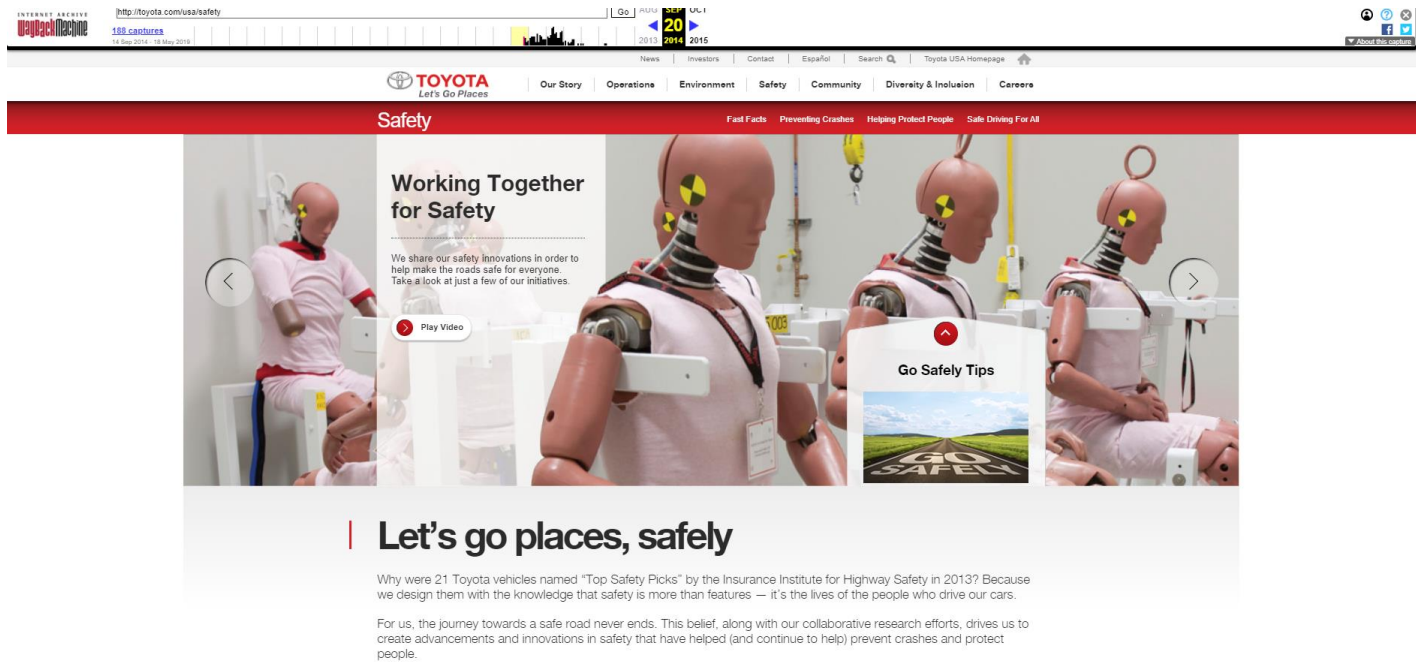 INTERNET ARCHIVE
WayBackMachine
http://toyota.com/usa/safety
Go
AUG SEP OCT
20
2013 2014 2015
188 captures
14 Sep 2014 - 18 May 2018
About this capture
News Investors Contact Español Search Toyota USA Homepage
TOYOTA
Let's Go Places
Our Story Operations Environment Safety Community Diversity & Inclusion Careers
Safety
Fast Facts Preventing Crashes Helping Protect People Safe Driving For All
Working Together
for Safety
We share our safety innovations in order to
help make the roads safe for everyone.
Take a look at just a few of our initiatives.
Play Video
003
Go Safely Tips
GO
SAFELY
Let's go places, safely
Why were 21 Toyota vehicles named “Top Safety Picks” by the Insurance Institute for Highway Safety in 2013? Because
we design them with the knowledge that safety is more than features — it's the lives of the people who drive our cars.
For us, the journey towards a safe road never ends. This belief, along with our collaborative research efforts, drives us to
create advancements and innovations in safety that have helped (and continue to help) prevent crashes and protect
people.